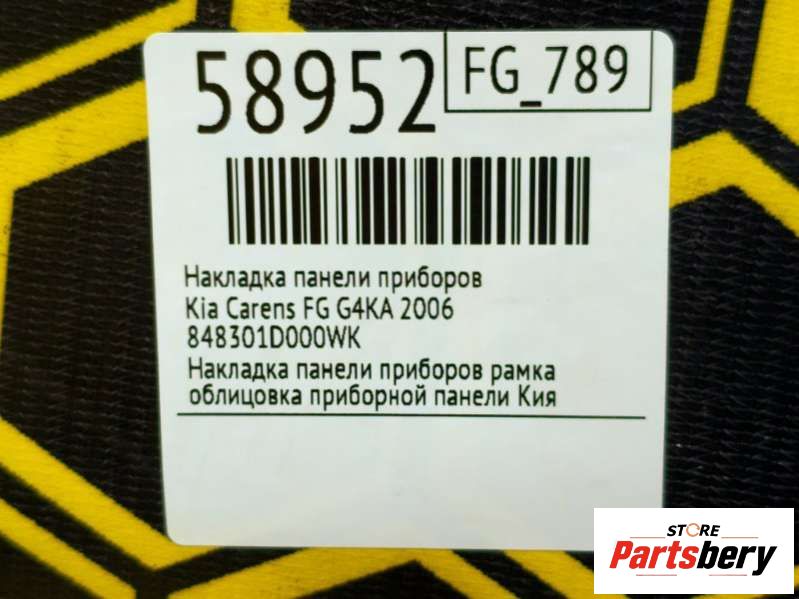 58952
FG_789
Накладка панели приборов
Kia Carens FG G4KA 2006
848301D000WK
Накладка панели приборов рамка
облицовка приборной панели Кия
STORE
Partsbery